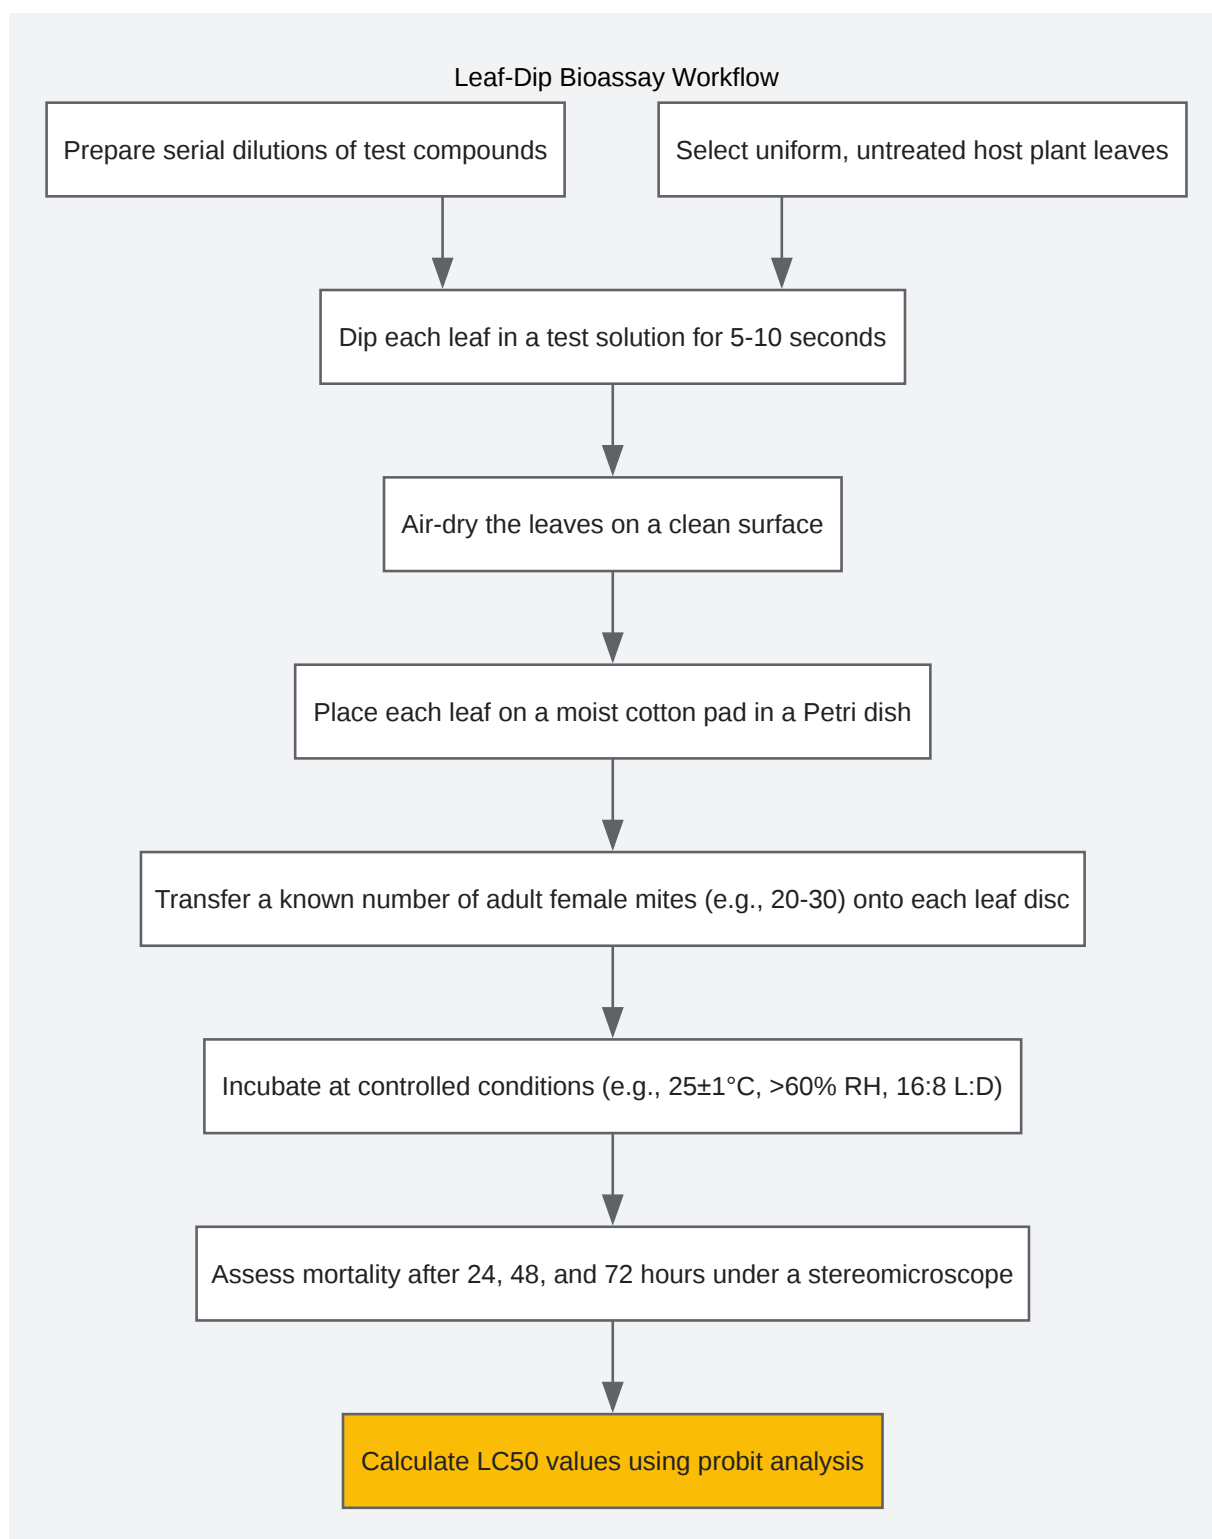 Leaf-Dip Bioassay Workflow
Prepare serial dilutions of test compounds
Select uniform, untreated host plant leaves
Dip each leaf in a test solution for 5-10 seconds
Air-dry the leaves on a clean surface
Place each leaf on a moist cotton pad in a Petri dish
Transfer a known number of adult female mites (e.g., 20-30) onto each leaf disc
Incubate at controlled conditions (e.g., 25±1°C, >60% RH, 16:8 L:D)
Assess mortality after 24, 48, and 72 hours under a stereomicroscope
Calculate LC50 values using probit analysis